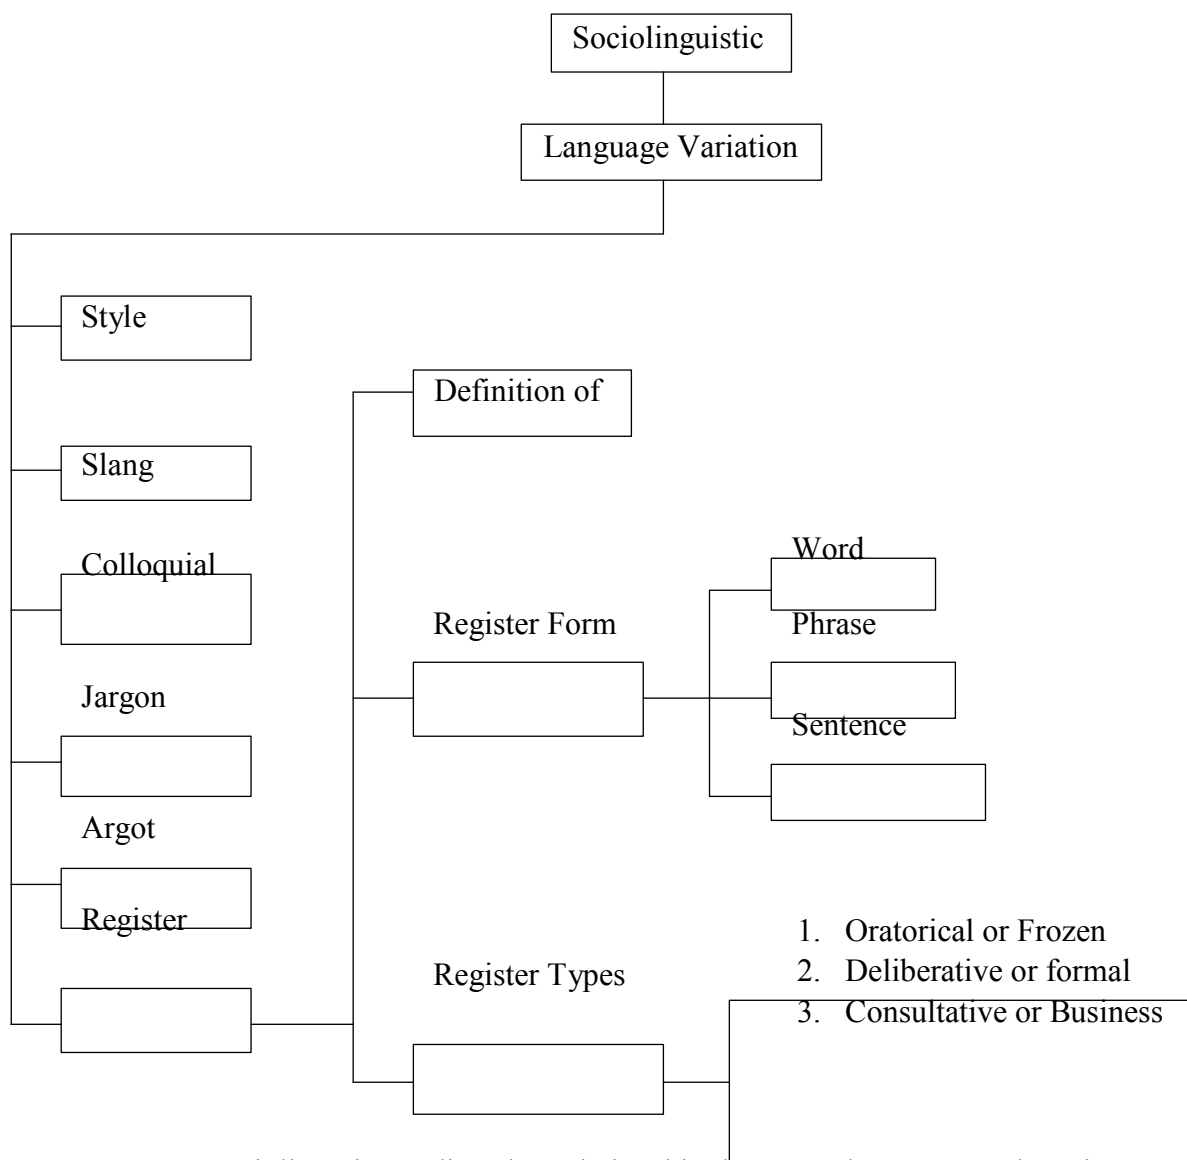 Sociolinguistic
Language Variation
Style
Slang
Colloquial
Jargon
Argot
Register
Definition of
Register Form
Word
Phrase
Sentence
Register Types
1. Oratorical or Frozen
2. Deliberative or formal
3. Consultative or Business